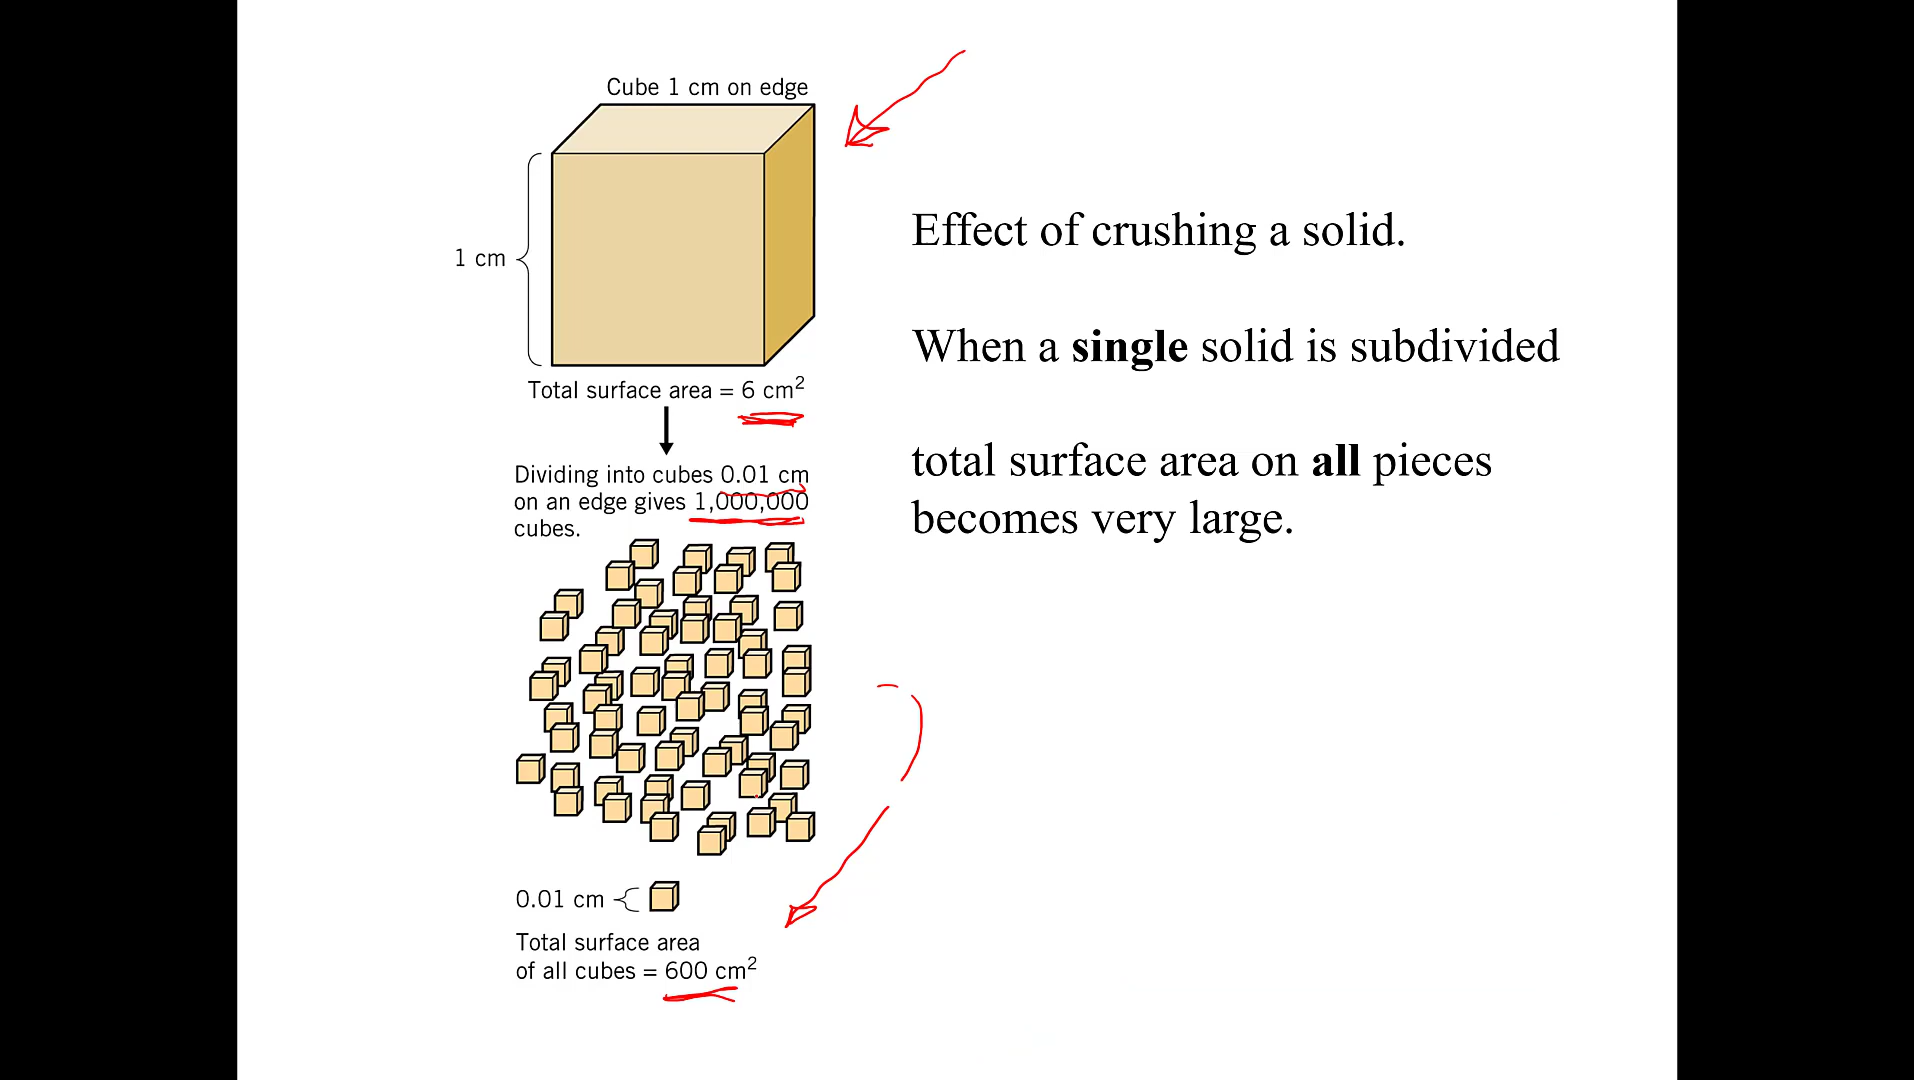 Cube 1 cm on edge
1 cm
Total surface area = 6 cm²
Dividing into cubes 0.01 cm
on an edge gives 1,000,000
cubes.
0.01 cm
Total surface area
of all cubes = 600 cm²
Effect of crushing a solid.
When a single solid is subdivided
total surface area on all pieces
becomes very large.